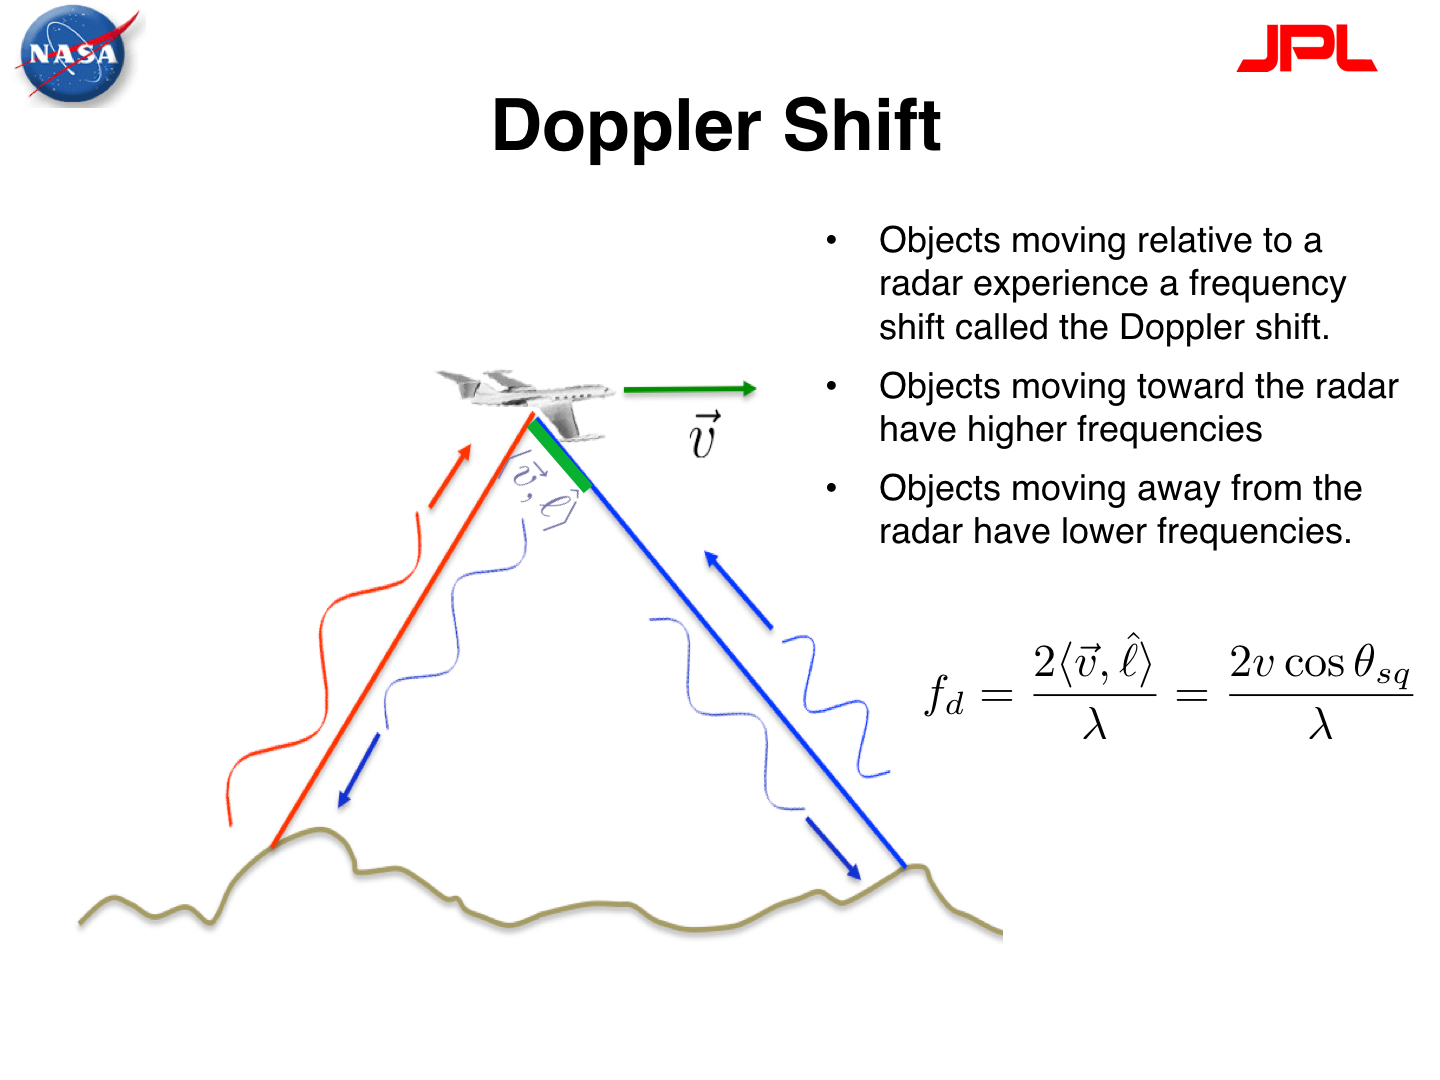 NASA
JPL
Doppler Shift
• Objects moving relative to a
radar experience a frequency
shift called the Doppler shift.
• Objects moving toward the radar
have higher frequencies
• Objects moving away from the
radar have lower frequencies.
$\vec{v}$
$\langle \vec{v}, \hat{\ell} \rangle$
$f_d = \frac{2\langle \vec{v}, \hat{\ell} \rangle}{\lambda} = \frac{2v \cos \theta_{sq}}{\lambda}$